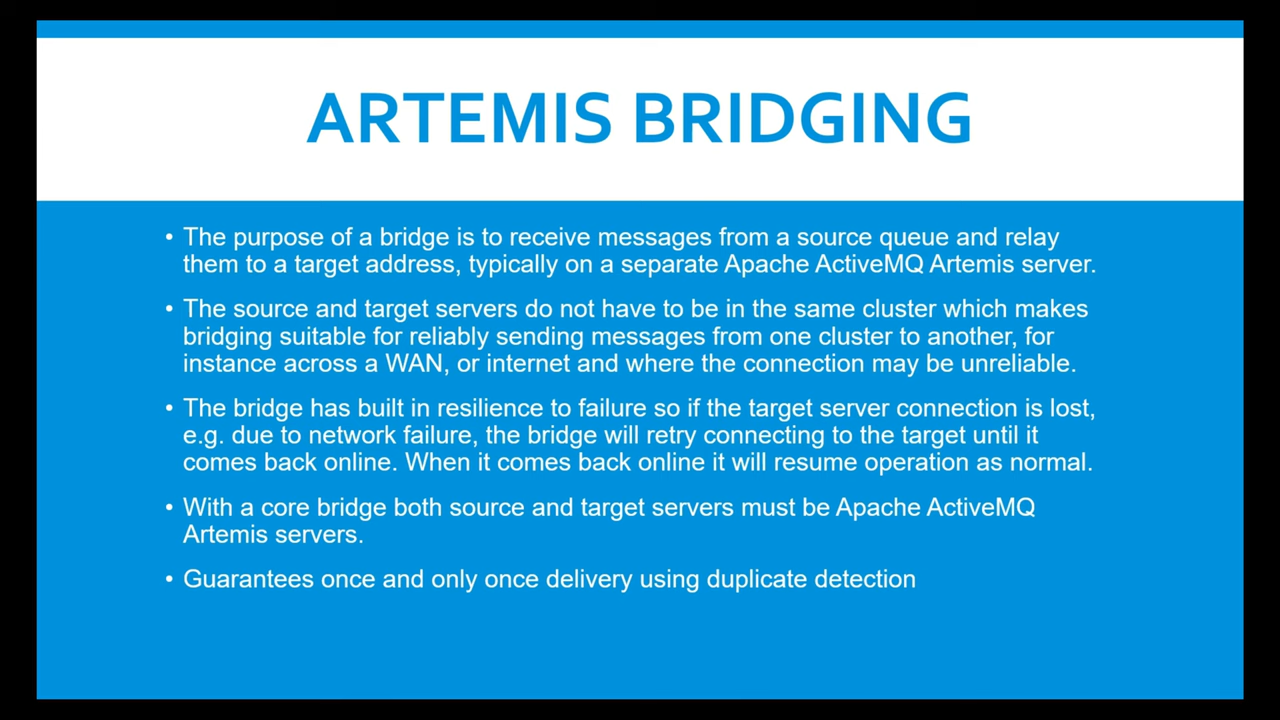 ARTEMIS BRIDGING
• The purpose of a bridge is to receive messages from a source queue and relay
them to a target address, typically on a separate Apache ActiveMQ Artemis server.
• The source and target servers do not have to be in the same cluster which makes
bridging suitable for reliably sending messages from one cluster to another, for
instance across a WAN, or internet and where the connection may be unreliable.
• The bridge has built in resilience to failure so if the target server connection is lost,
e.g. due to network failure, the bridge will retry connecting to the target until it
comes back online. When it comes back online it will resume operation as normal.
• With a core bridge both source and target servers must be Apache ActiveMQ
Artemis servers.
• Guarantees once and only once delivery using duplicate detection